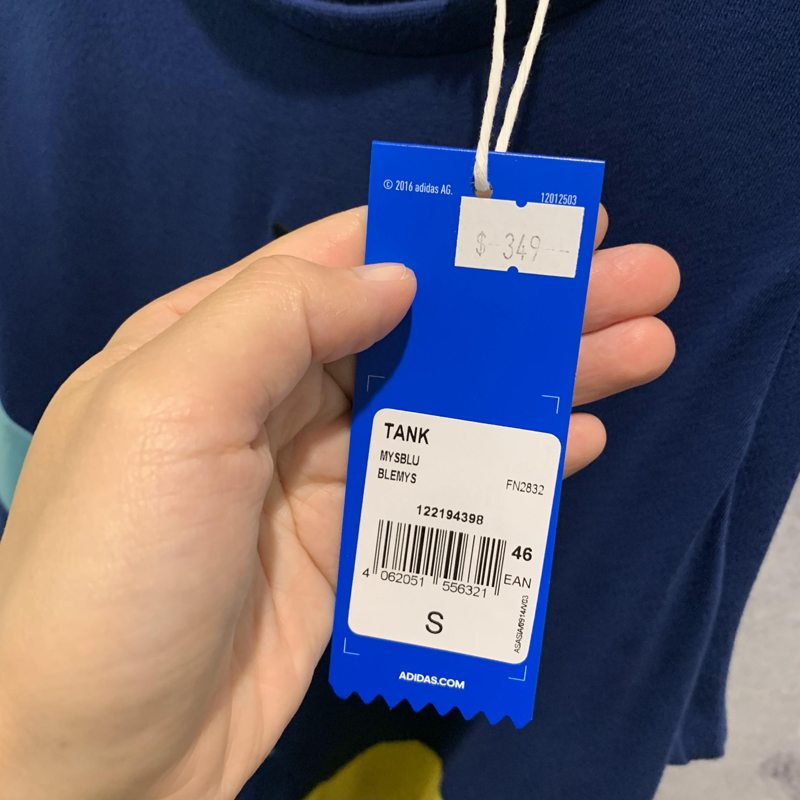 © 2016 adidas AG.
12012503
$ 349 --
TANK
MYSBLU
BLEMYS
FN2832
122194398
46
4 062051 556321
EAN
S
ADIDAS.COM